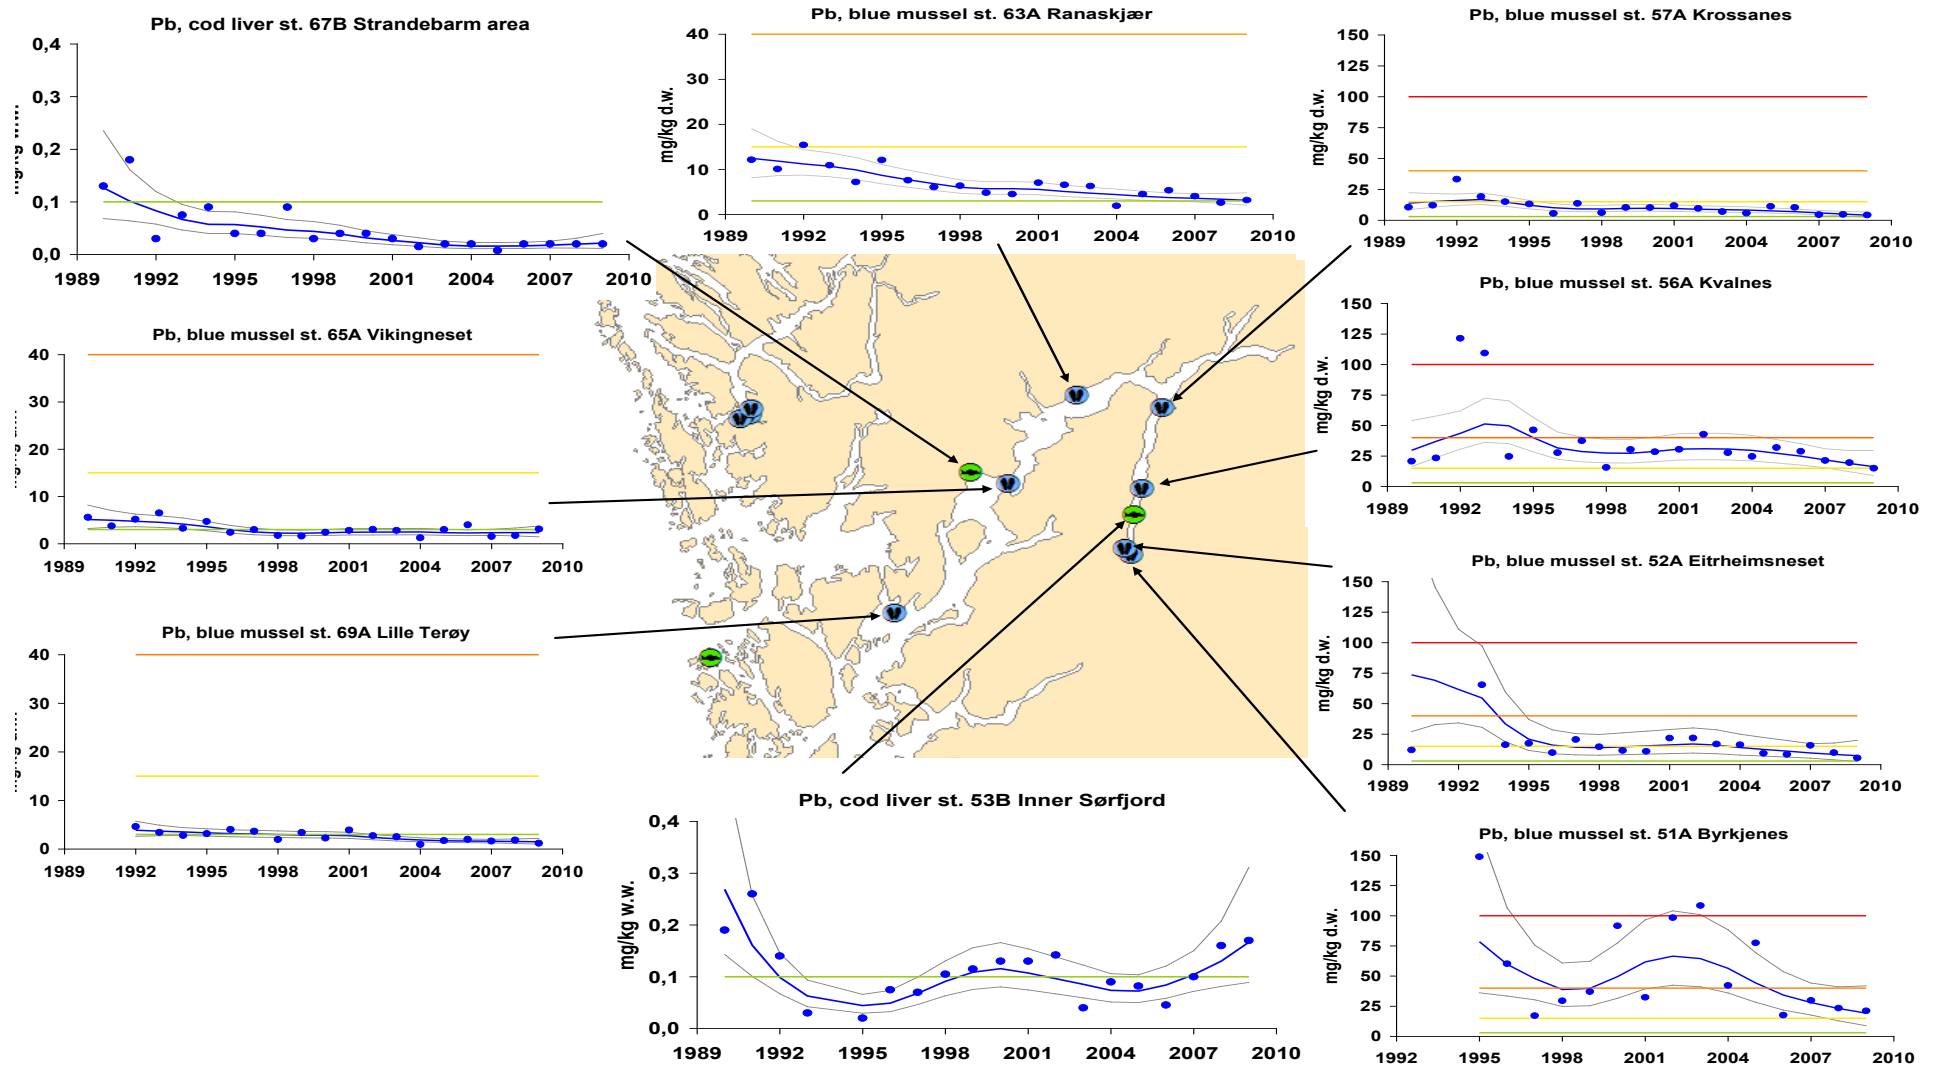 Pb, cod liver st. 67B Strandebarm area
0,4
0,3
0,2
0,1
0,0
1989 1992 1995 1998 2001 2004 2007 2010
Pb, blue mussel st. 63A Ranaskjær
mg/kg d.w.
40
30
20
10
0
1989 1992 1995 1998 2001 2004 2007 2010
Pb, blue mussel st. 57A Krossanes
mg/kg d.w.
150
125
100
75
50
25
0
1989 1992 1995 1998 2001 2004 2007 2010
Pb, blue mussel st. 65A Vikingneset
40
30
20
10
0
1989 1992 1995 1998 2001 2004 2007 2010
Pb, blue mussel st. 56A Kvalnes
mg/kg d.w.
150
125
100
75
50
25
0
1989 1992 1995 1998 2001 2004 2007 2010
Pb, blue mussel st. 69A Lille Terøy
40
30
20
10
0
1989 1992 1995 1998 2001 2004 2007 2010
Pb, blue mussel st. 52A Eitrheimsneset
mg/kg d.w.
150
125
100
75
50
25
0
1989 1992 1995 1998 2001 2004 2007 2010
Pb, cod liver st. 53B Inner Sørfjord
mg/kg w.w.
0,4
0,3
0,2
0,1
0,0
1989 1992 1995 1998 2001 2004 2007 2010
Pb, blue mussel st. 51A Byrkjenes
mg/kg d.w.
150
125
100
75
50
25
0
1992 1995 1998 2001 2004 2007 2010